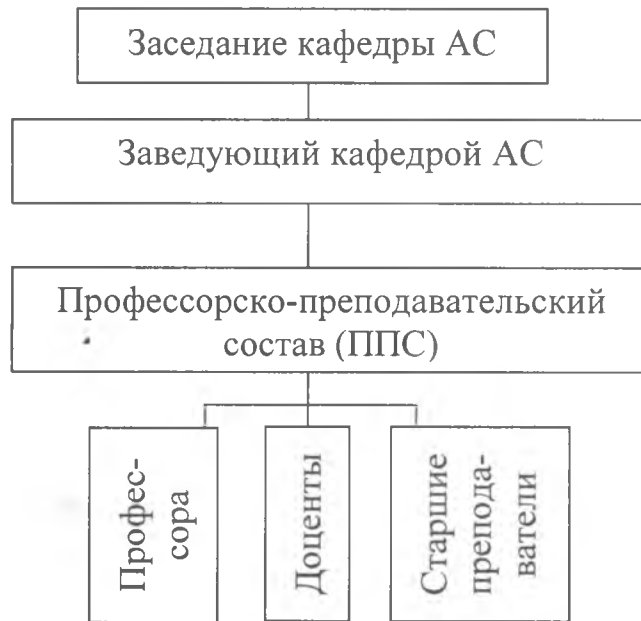 Заседание кафедры АС
Заведующий кафедрой АС
Профессорско-преподавательский
состав (ППС)
Профес-
сора
Доценты
Старшие
препода-
ватели